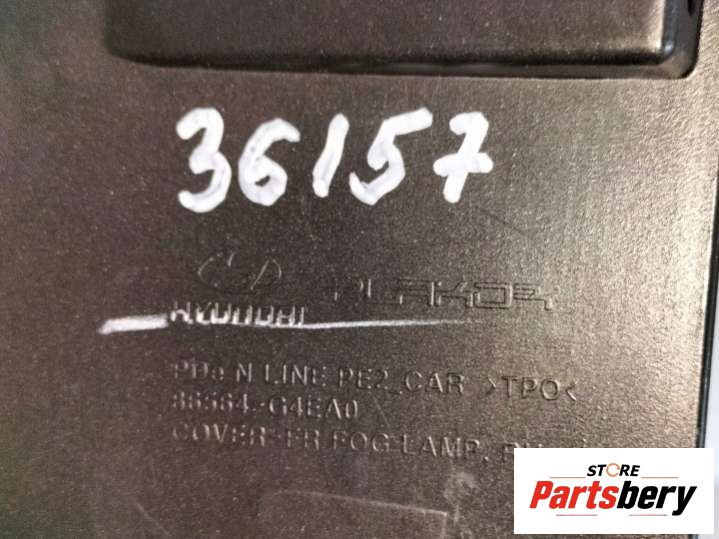 36157
PLAKOR
HYUNDAI
PDe N LINE PE2 CAR >TPO<
86564-G4EA0
COVER-FR FOG LAMP,
STORE
Partsbery